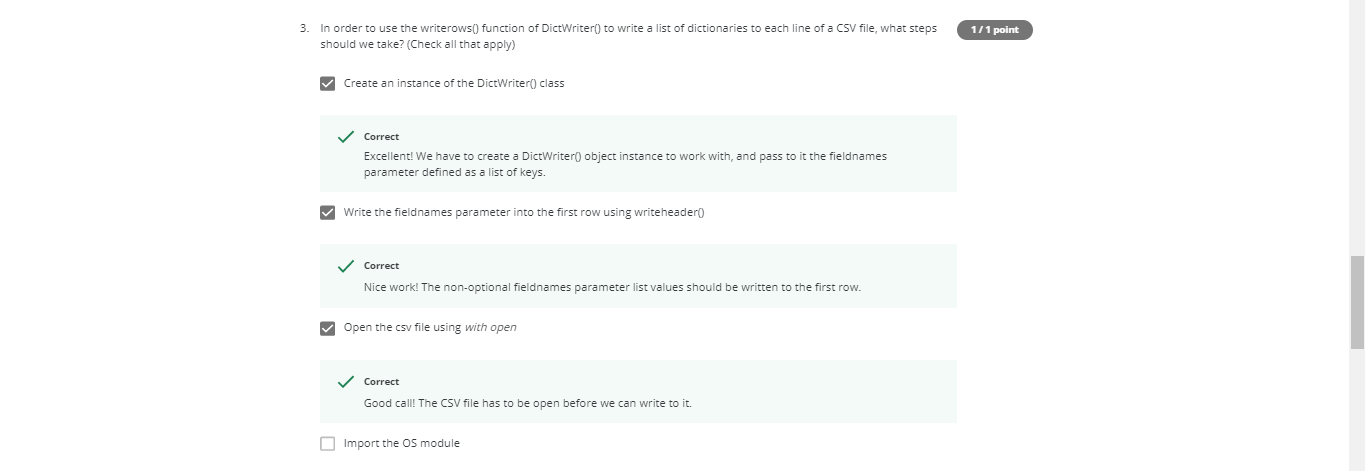 3. In order to use the writerows() function of DictWriter() to write a list of dictionaries to each line of a CSV file, what steps
should we take? (Check all that apply)
1 / 1 point
Create an instance of the DictWriter() class
Correct
Excellent! We have to create a DictWriter() object instance to work with, and pass to it the fieldnames
parameter defined as a list of keys.
Write the fieldnames parameter into the first row using writeheader()
Correct
Nice work! The non-optional fieldnames parameter list values should be written to the first row.
Open the csv file using with open
Correct
Good call! The CSV file has to be open before we can write to it.
Import the OS module